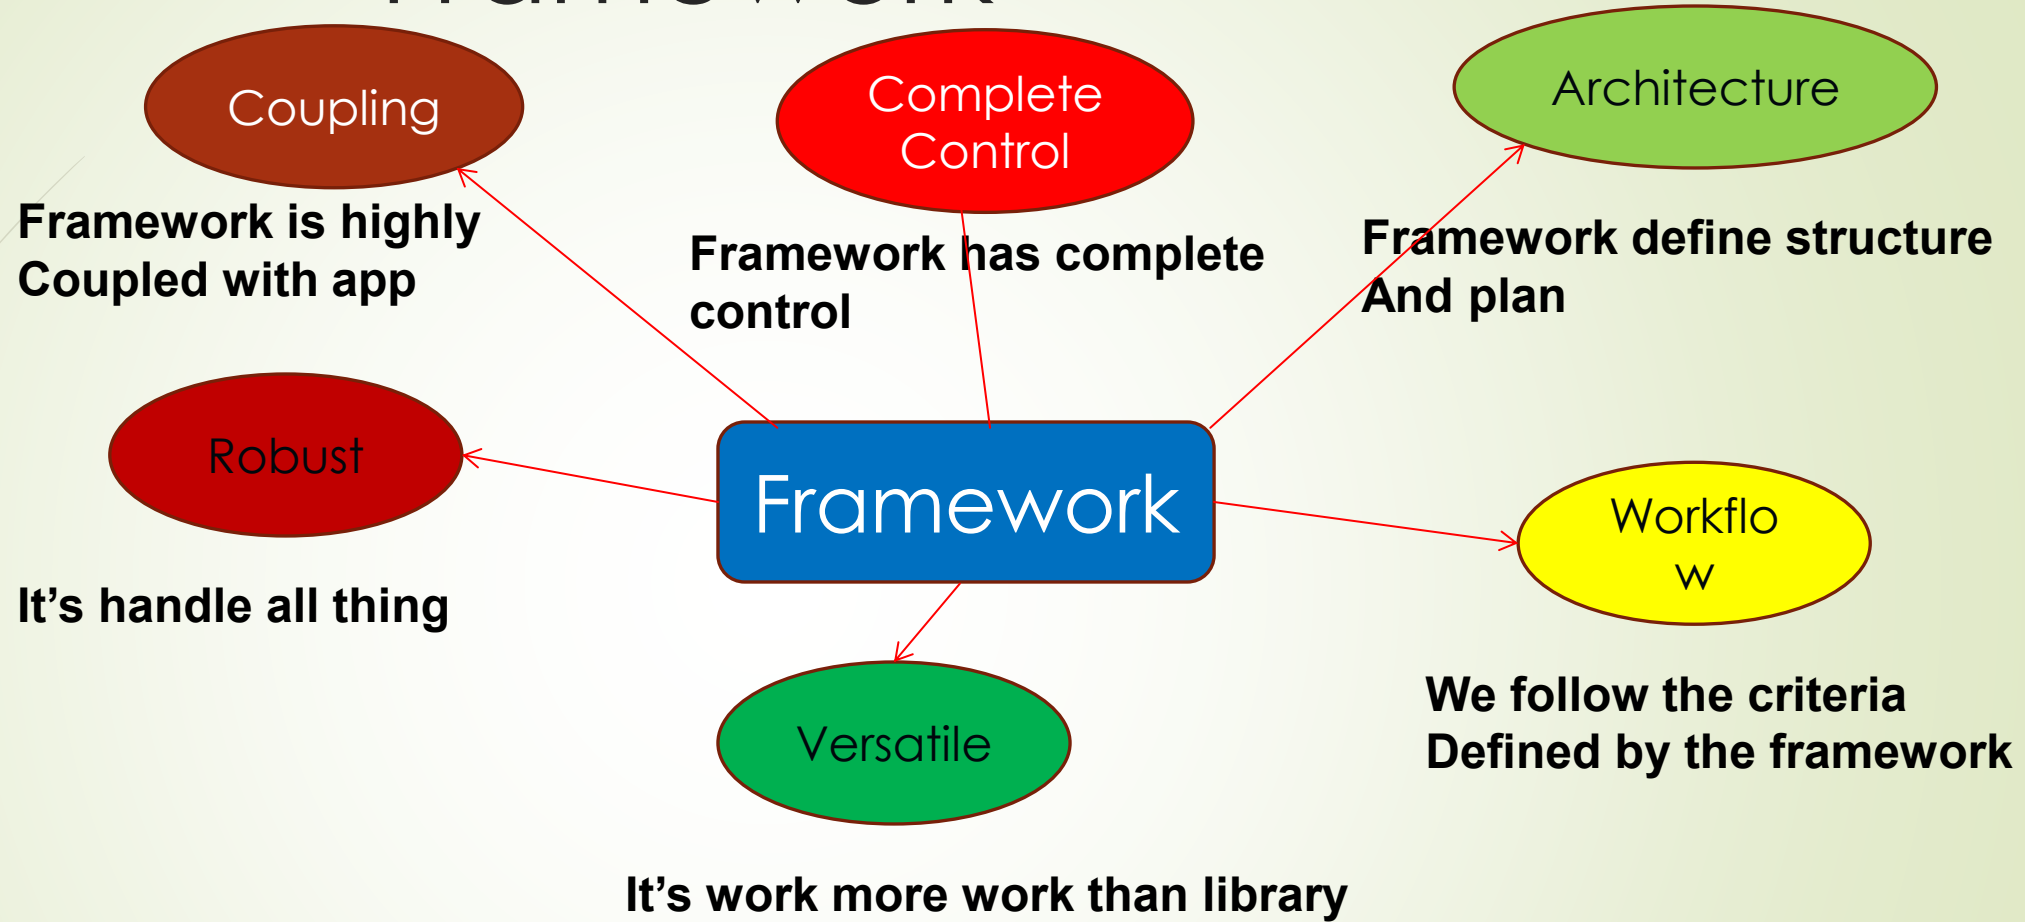 Framework
Coupling
Complete
Control
Architecture
Framework is highly
Coupled with app
Framework has complete
control
Framework define structure
And plan
Robust
Framework
Workflo
w
It’s handle all thing
Versatile
We follow the criteria
Defined by the framework
It’s work more work than library